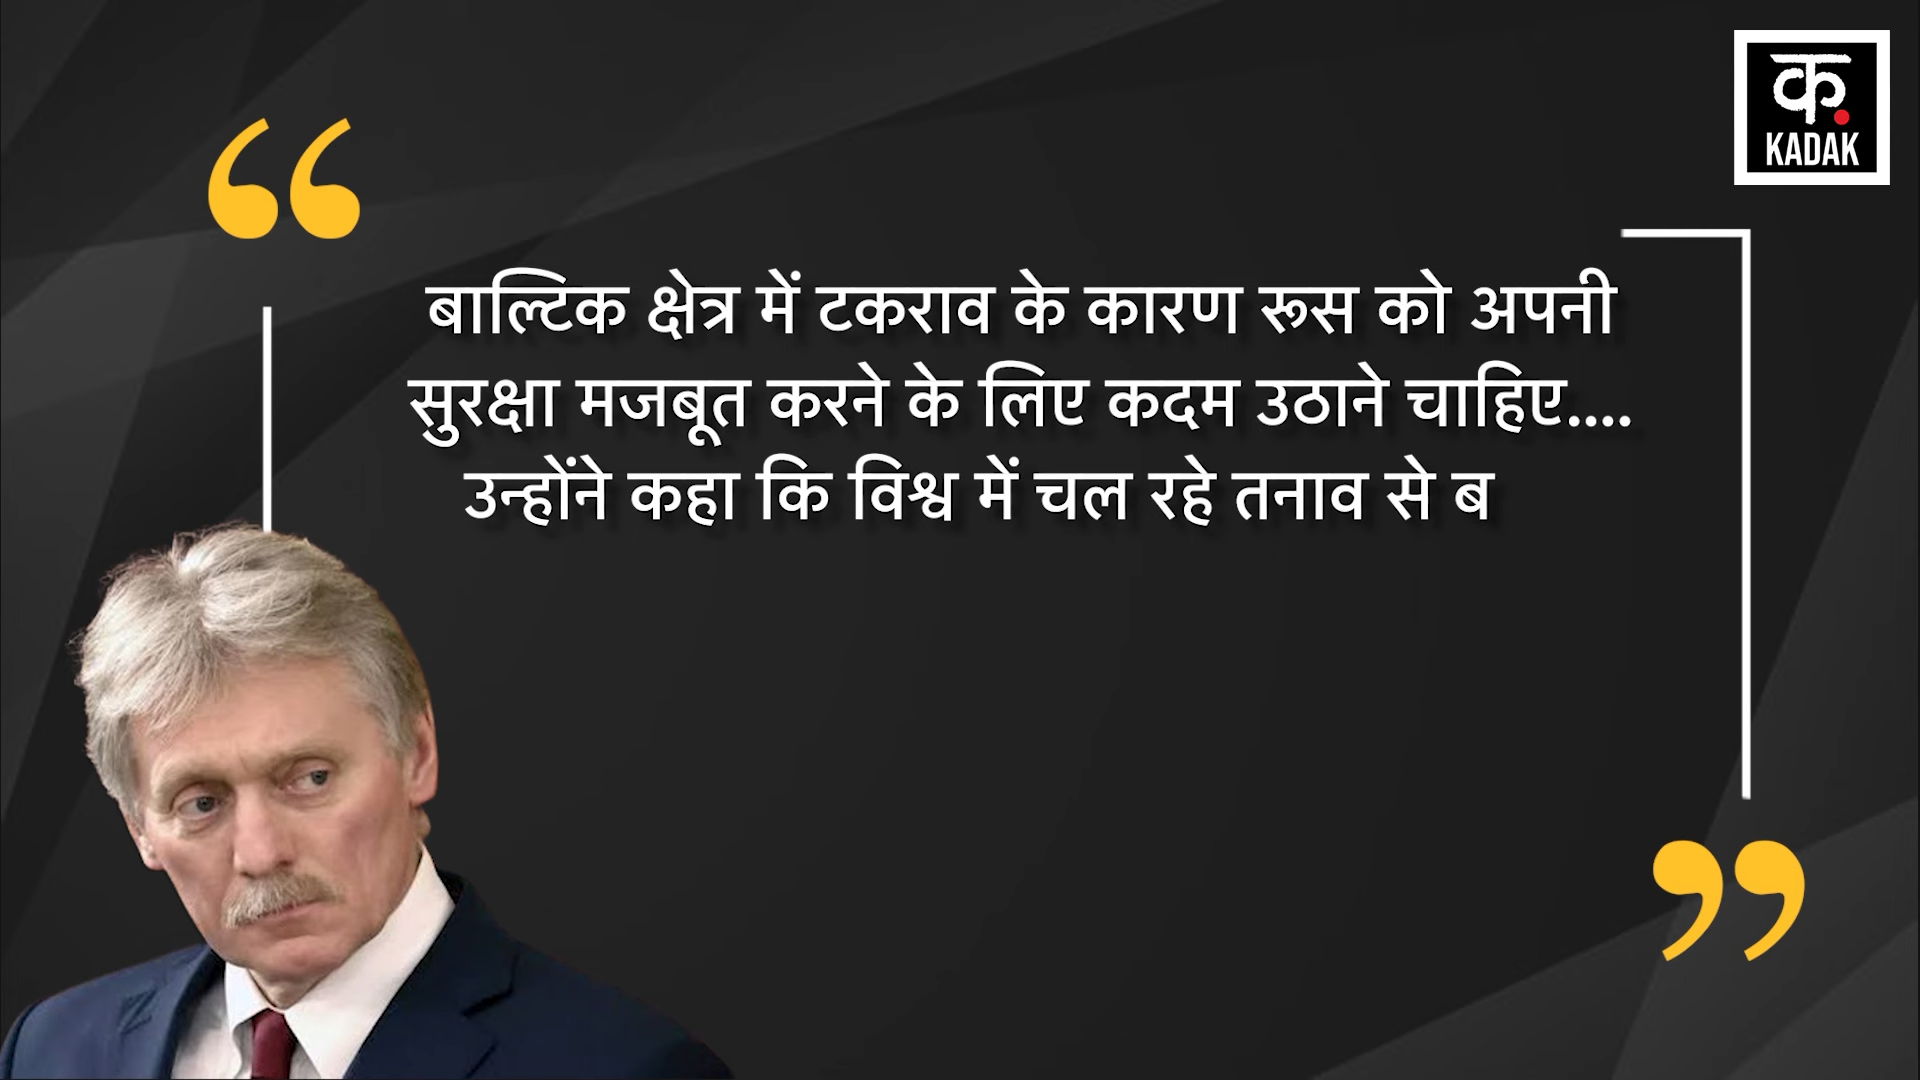 क
KADAK
बाल्टिक क्षेत्र में टकराव के कारण रूस को अपनी
सुरक्षा मजबूत करने के लिए कदम उठाने चाहिए....
उन्होंने कहा कि विश्व में चल रहे तनाव से ब